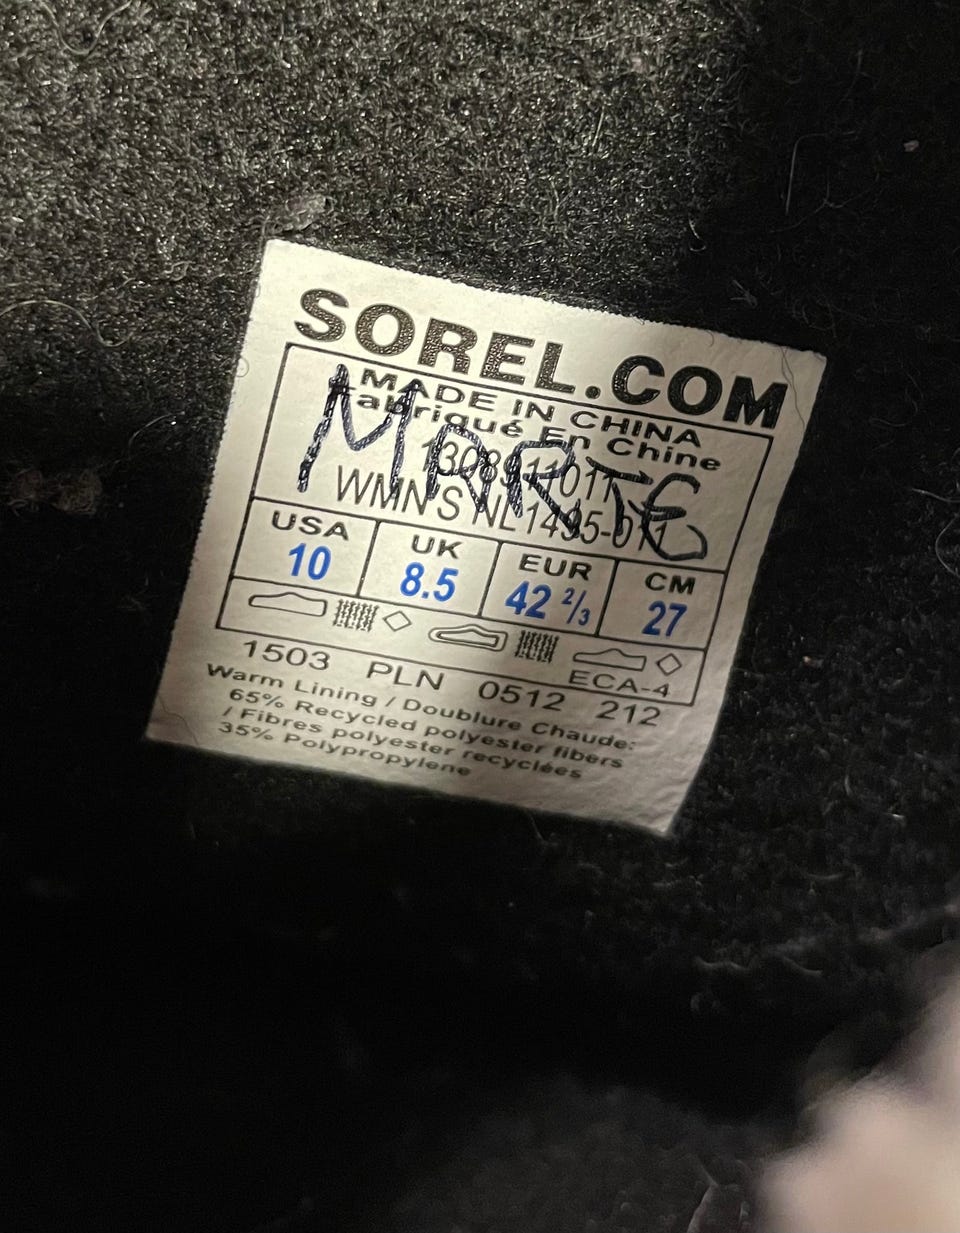 SOREL.COM
MADE IN CHINA
Fabriqué En Chine
MARTE
WMN'S NL1495-011
USA UK EUR CM
10 8.5 42 2/3 27
ECA-4
1503 PLN 0512 212
Warm Lining / Doublure Chaude:
65% Recycled polyester fibers
/ Fibres polyester recyclées
35% Polypropylene